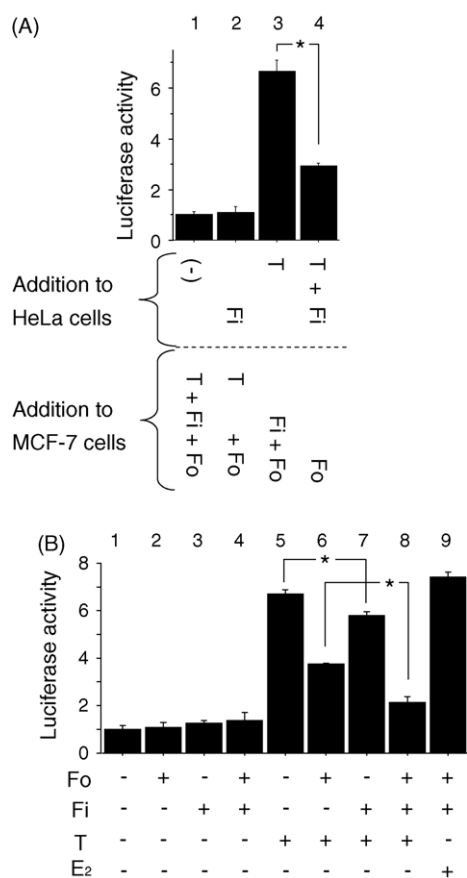 (A)
1 2 3 4
*
Luciferase activity
6
4
2
0
Addition to HeLa cells
(-) Fi T T + Fi
Addition to MCF-7 cells
T + Fi + Fo T + Fo Fi + Fo Fo
(B)
1 2 3 4 5 6 7 8 9
* *
Luciferase activity
8
6
4
2
0
Fo - + - + - + - + +
Fi - - + + - - + + +
T - - - - + + + + -
E2 - - - - - - - - +